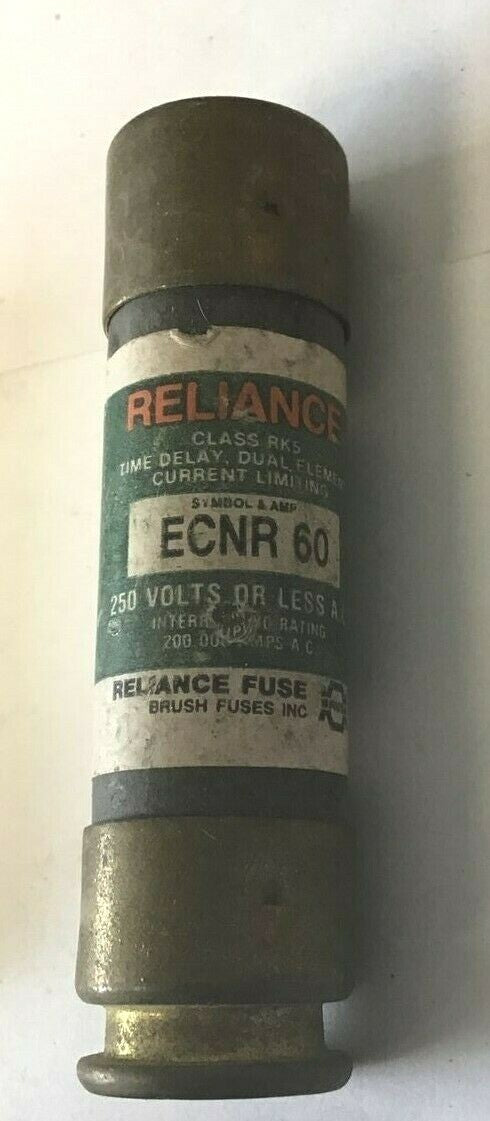 RELIANCE
CLASS RK5
TIME DELAY, DUAL ELEMEN
CURRENT LIMITING
SYMBOL & AMP
ECNR 60
250 VOLTS OR LESS A.
RATING
200 A C
RELIANCE FUSE
BRUSH FUSES INC